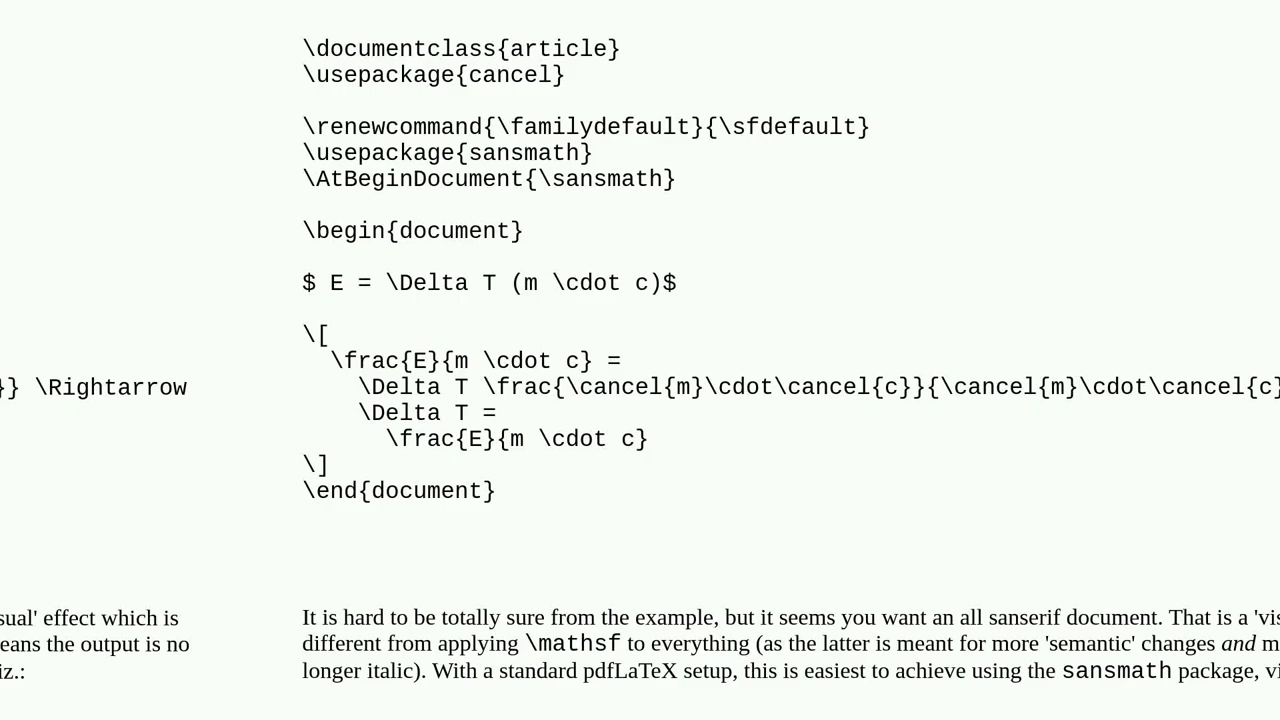 }} \Rightarrow
sual' effect which is
eans the output is no
iz.:
\documentclass{article}
\usepackage{cancel}
\renewcommand{\familydefault}{\sfdefault}
\usepackage{sansmath}
\AtBeginDocument{\sansmath}
\begin{document}
$ E = \Delta T (m \cdot c)$
\[
\frac{E}{m \cdot c} =
\Delta T \frac{\cancel{m}\cdot\cancel{c}}{\cancel{m}\cdot\cancel{c}
\Delta T =
\frac{E}{m \cdot c}
\]
\end{document}
It is hard to be totally sure from the example, but it seems you want an all sanserif document. That is a 'vis
different from applying \mathsf to everything (as the latter is meant for more 'semantic' changes and m
longer italic). With a standard pdfLaTeX setup, this is easiest to achieve using the sansmath package, vi